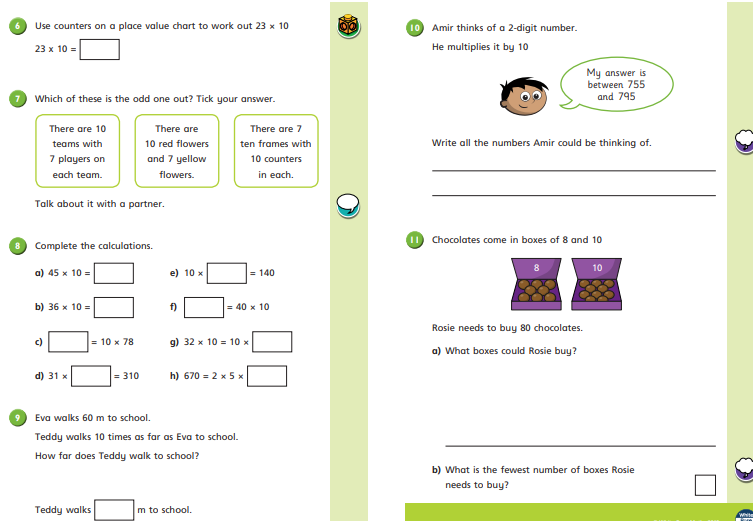 6 Use counters on a place value chart to work out 23 × 10
23 × 10 =
7 Which of these is the odd one out? Tick your answer.
There are 10
teams with
7 players on
each team.
There are
10 red flowers
and 7 yellow
flowers.
There are 7
ten frames with
10 counters
in each.
Talk about it with a partner.
8 Complete the calculations.
a) 45 × 10 =
e) 10 × = 140
b) 36 × 10 =
f) = 40 × 10
c) = 10 × 78
g) 32 × 10 = 10 ×
d) 31 × = 310
h) 670 = 2 × 5 ×
9 Eva walks 60 m to school.
Teddy walks 10 times as far as Eva to school.
How far does Teddy walk to school?
Teddy walks m to school.
10 Amir thinks of a 2-digit number.
He multiplies it by 10
My answer is
between 755
and 795
Write all the numbers Amir could be thinking of.
11 Chocolates come in boxes of 8 and 10
8 10
Rosie needs to buy 80 chocolates.
a) What boxes could Rosie buy?
b) What is the fewest number of boxes Rosie
needs to buy?
White